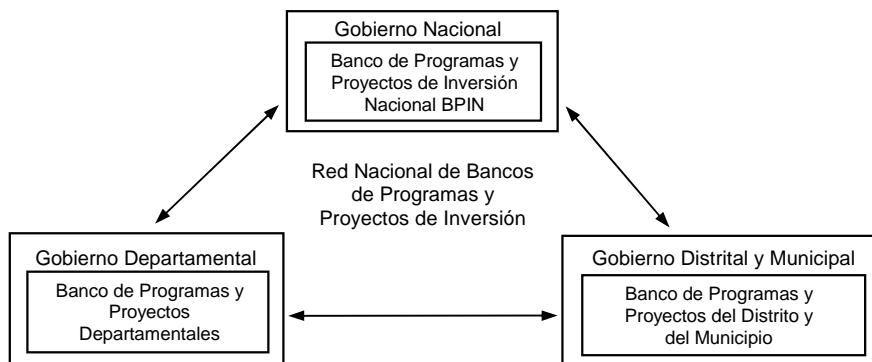 Gobierno Nacional
Banco de Programas y
Proyectos de Inversión
Nacional BPIN
Red Nacional de Bancos
de Programas y
Proyectos de Inversión
Gobierno Departamental
Banco de Programas y
Proyectos
Departamentales
Gobierno Distrital y Municipal
Banco de Programas y
Proyectos del Distrito y
del Municipio